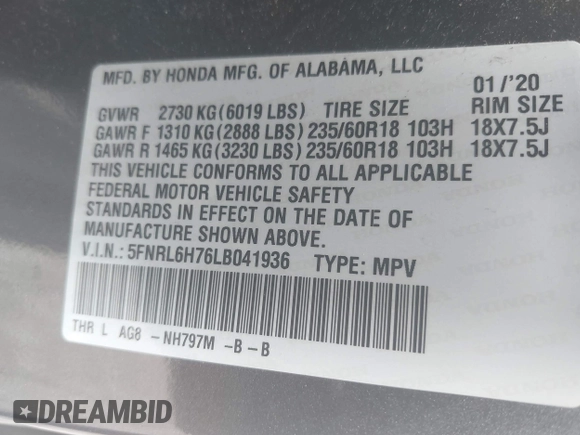 MFD. BY HONDA MFG. OF ALABAMA, LLC 01/'20
GVWR 2730 KG (6019 LBS) TIRE SIZE RIM SIZE
GAWR F 1310 KG (2888 LBS) 235/60R18 103H 18X7.5J
GAWR R 1465 KG (3230 LBS) 235/60R18 103H 18X7.5J
THIS VEHICLE CONFORMS TO ALL APPLICABLE
FEDERAL MOTOR VEHICLE SAFETY
STANDARDS IN EFFECT ON THE DATE OF
MANUFACTURE SHOWN ABOVE.
V.I.N.: 5FNRL6H76LB041936 TYPE: MPV
THR L AG8 -NH797M -B-B
DREAMBID